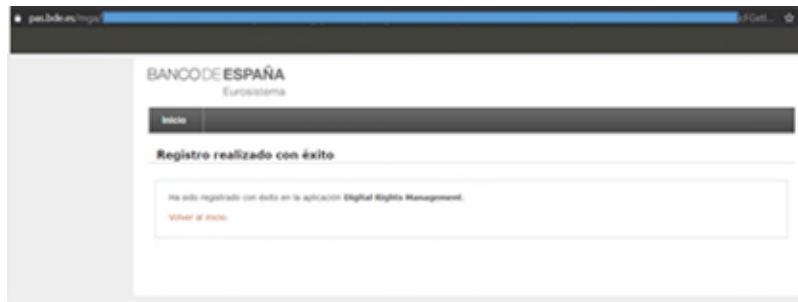 pas.bde.es/mga/
BANCO DE ESPAÑA
Eurosistema
Inicio
Registro realizado con éxito
Ha sido registrado con éxito en la aplicación Digital Rights Management.
Volver al inicio.